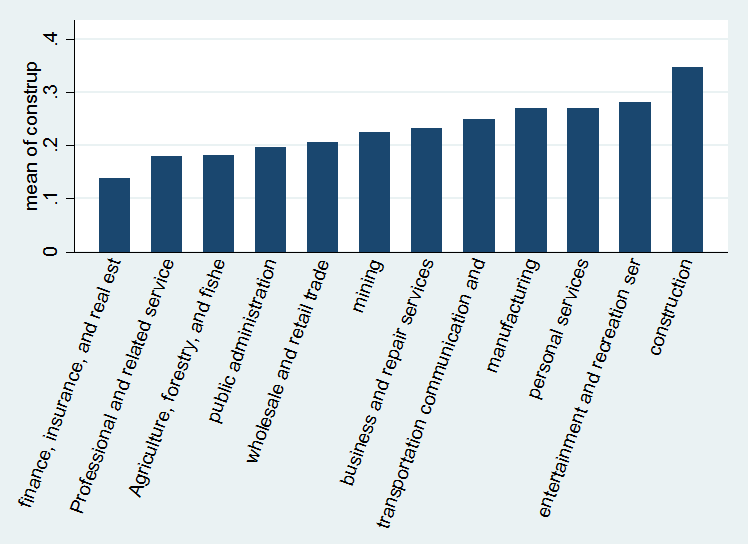 mean of construp
.4
.3
.2
.1
0
finance, insurance, and real est
Professional and related service
Agriculture, forestry, and fishe
public administration
wholesale and retail trade
mining
business and repair services
transportation communication and
manufacturing
personal services
entertainment and recreation ser
construction